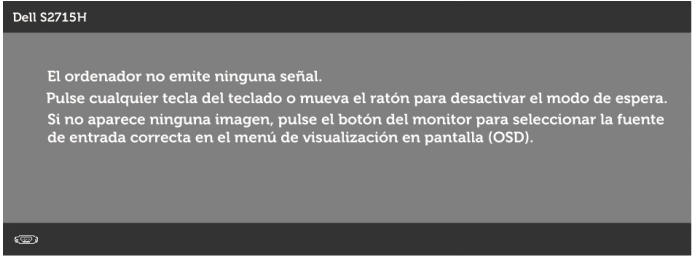 Dell S2715H
El ordenador no emite ninguna señal.
Pulse cualquier tecla del teclado o mueva el ratón para desactivar el modo de espera.
Si no aparece ninguna imagen, pulse el botón del monitor para seleccionar la fuente
de entrada correcta en el menú de visualización en pantalla (OSD).